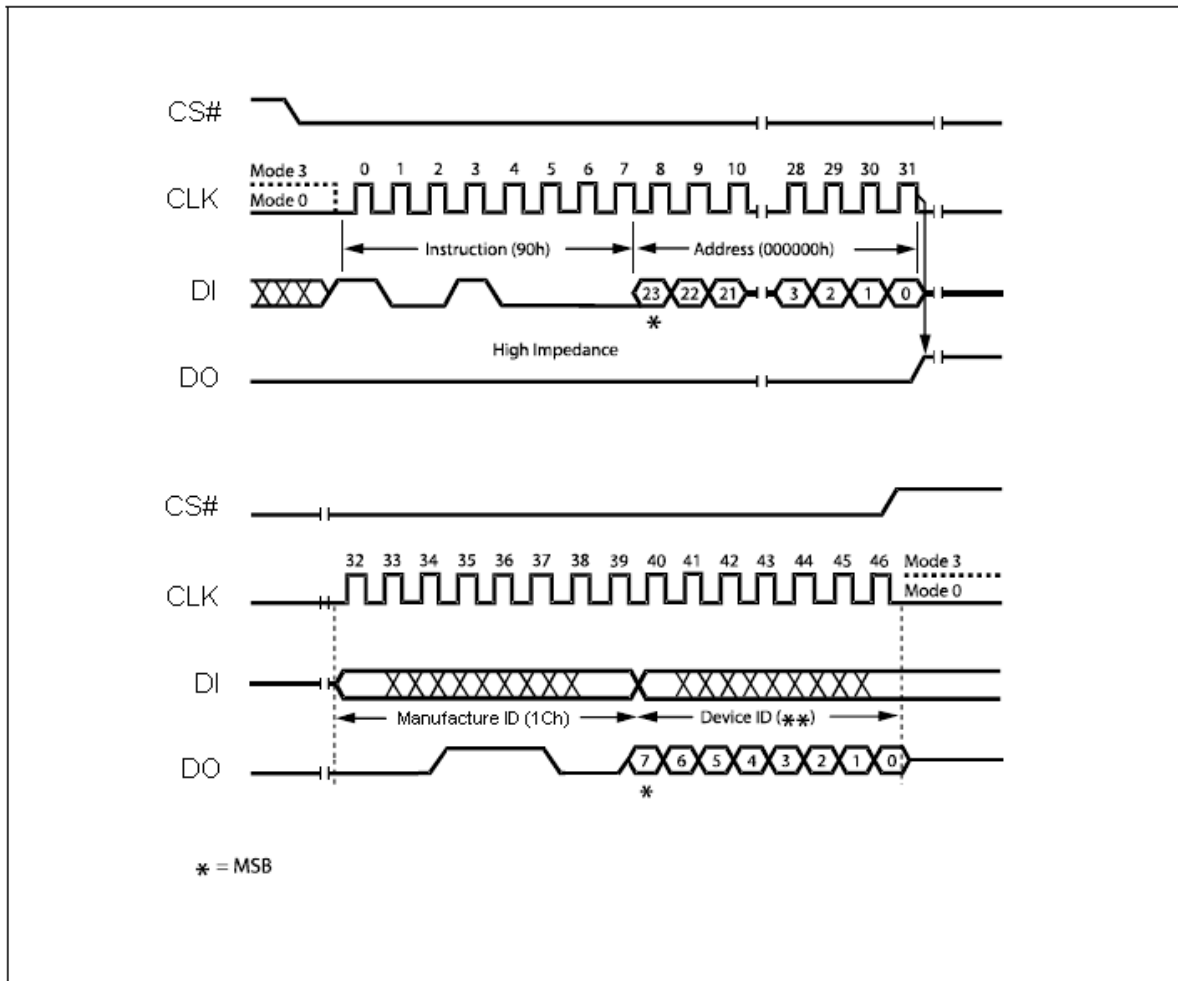 CS#
Mode 3
0 1 2 3 4 5 6 7 8 9 10 28 29 30 31
CLK
Mode 0
Instruction (90h) Address (000000h)
DI
23 22 21 3 2 1 0
*
High Impedance
DO
CS#
32 33 34 35 36 37 38 39 40 41 42 43 44 45 46
Mode 3
CLK
Mode 0
DI
Manufacture ID (1Ch) Device ID (**)
DO
7 6 5 4 3 2 1 0
*
* = MSB